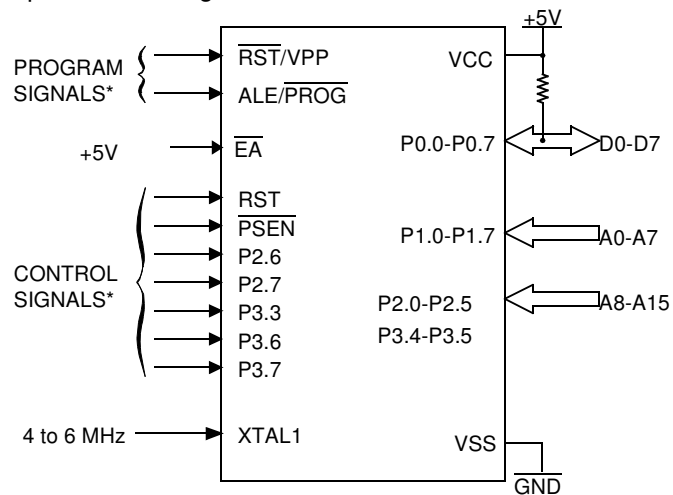 +5V
PROGRAM
SIGNALS*
RST/VPP
ALE/PROG
VCC
+5V
EA
P0.0-P0.7
D0-D7
CONTROL
SIGNALS*
RST
PSEN
P2.6
P2.7
P3.3
P3.6
P3.7
P1.0-P1.7
A0-A7
P2.0-P2.5
P3.4-P3.5
A8-A15
4 to 6 MHz
XTAL1
VSS
GND